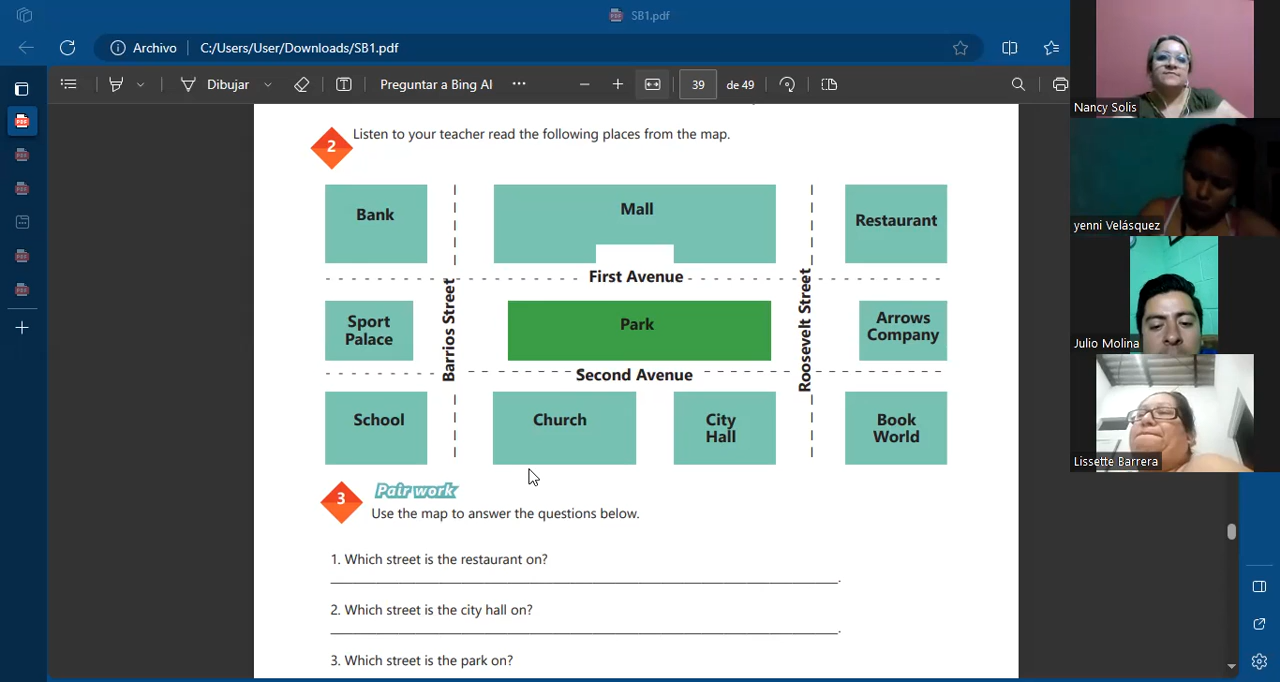 SB1.pdf
Archivo
C:/Users/User/Downloads/SB1.pdf
Dibujar
Preguntar a Bing AI
39
de 49
2
Listen to your teacher read the following places from the map.
Bank
Mall
Restaurant
First Avenue
Barrios Street
Roosevelt Street
Sport
Palace
Park
Arrows
Company
Second Avenue
School
Church
City
Hall
Book
World
3
Pair work
Use the map to answer the questions below.
1. Which street is the restaurant on?
2. Which street is the city hall on?
3. Which street is the park on?
Nancy Solis
yenni Velásquez
Julio Molina
Lissette Barrera